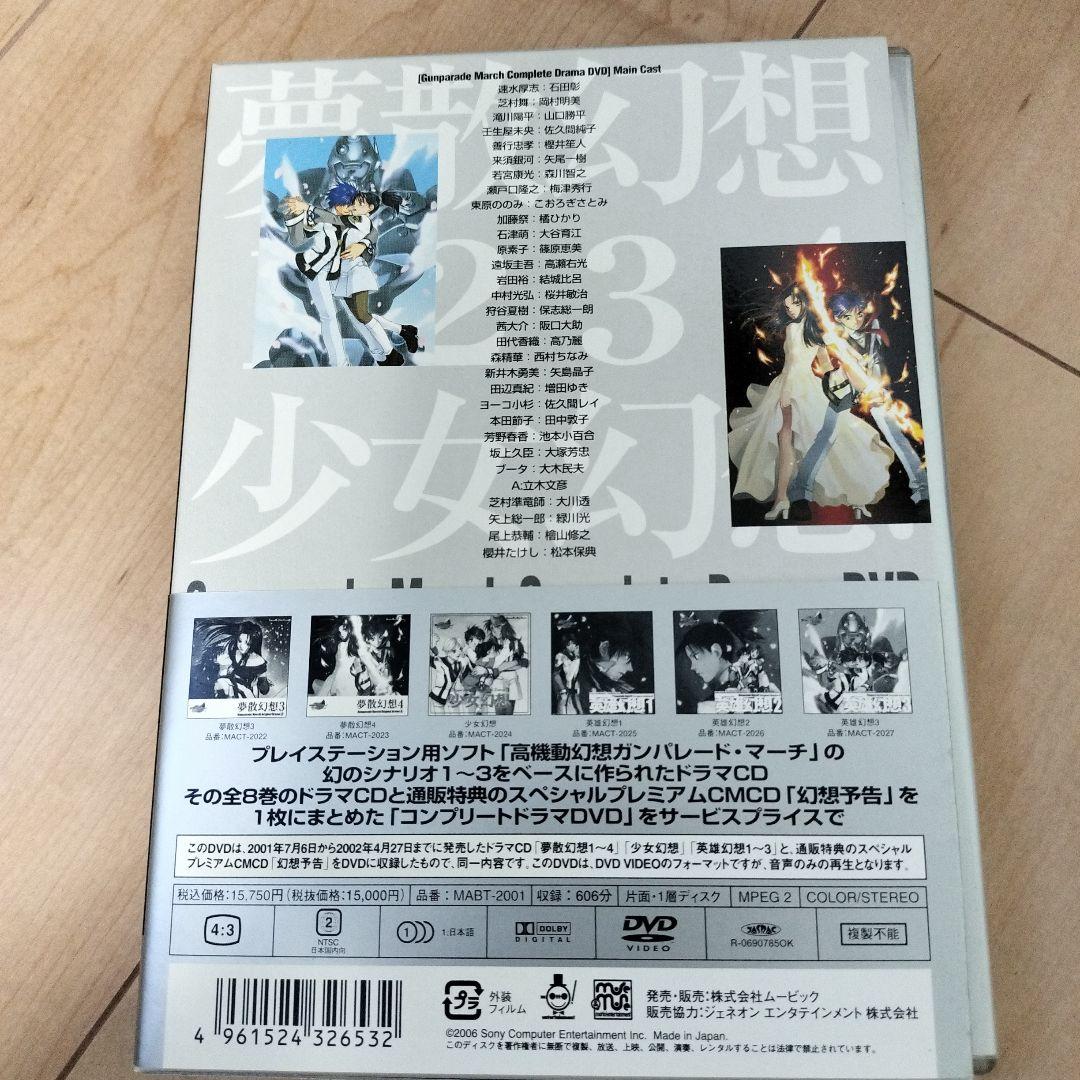 [Gunparade March Complete Drama DVD] Main Cast
速水厚志：石田彰
芝村舞：岡村明美
滝川陽平：山口勝平
壬生屋未央：佐久間純子
善行忠孝：樫井笙人
来須銀河：矢尾一樹
若宮康光：森川智之
瀬戸口隆之：梅津秀行
東原ののみ：こおろぎさとみ
加藤祭：橘ひかり
石津萌：大谷育江
原素子：篠原恵美
遠坂圭吾：高瀬右光
岩田裕：結城比呂
中村光弘：桜井敏治
狩谷夏樹：保志総一朗
茜大介：阪口大助
田代香織：高乃麗
森精華：西村ちなみ
新井木勇美：矢島晶子
田辺真紀：増田ゆき
ヨーコ小杉：佐久間レイ
本田節子：田中敦子
芳野春香：池本小百合
坂上久臣：大塚芳忠
ブータ：大木民夫
A：立木文彦
芝村準竜師：大川透
矢上総一郎：緑川光
尾上恭輔：檜山修之
櫻井たけし：松本保典
夢散幻想
2 3
少女幻想
夢散幻想3
夢散幻想4
少女幻想
英雄幻想1
英雄幻想2
英雄幻想3
夢散幻想3
品番：MACT-2022
夢散幻想4
品番：MACT-2023
少女幻想
品番：MACT-2024
英雄幻想1
品番：MACT-2025
英雄幻想2
品番：MACT-2026
英雄幻想3
品番：MACT-2027
プレイステーション用ソフト「高機動幻想ガンパレード・マーチ」の
幻のシナリオ1～3をベースに作られたドラマCD
その全8巻のドラマCDと通販特典のスペシャルプレミアムCMCD「幻想予告」を
1枚にまとめた「コンプリートドラマDVD」をサービスプライスで
このDVDは、2001年7月6日から2002年4月27日までに発売したドラマCD「夢散幻想1～4」「少女幻想」「英雄幻想1～3」と、通販特典のスペシャル
プレミアムCMCD「幻想予告」をDVDに収録したもので、同一内容です。このDVDは、DVD VIDEOのフォーマットですが、音声のみの再生となります。
税込価格：15,750円（税抜価格：15,000円） 品番：MABT-2001 収録：606分 片面・1層ディスク MPEG 2 COLOR/STEREO
4:3
2
NTSC
日本国内向
1:日本語
DOLBY
DIGITAL
DVD
VIDEO
JASRAC
R-0690785OK
複製不能
4 961524 326532
プラ
外装
フィルム
発売・販売：株式会社ムービック
販売協力：ジェネオン エンタテインメント 株式会社
©2006 Sony Computer Entertainment Inc. Made in Japan.
このディスクを著作権者に無断で複製、放送、上映、公開、演奏、レンタルすることは法律で禁止されています。